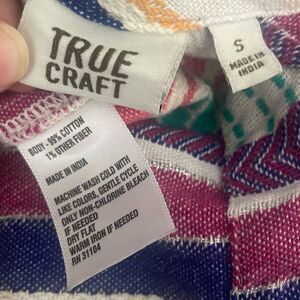 TRUE
CRAFT
S
MADE IN
INDIA
BODY - 99% COTTON
1% OTHER FIBER
MADE IN INDIA
MACHINE WASH COLD WITH
LIKE COLORS, GENTLE CYCLE
ONLY NON-CHLORINE BLEACH
IF NEEDED
DRY FLAT
WARM IRON IF NEEDED
RN 31104